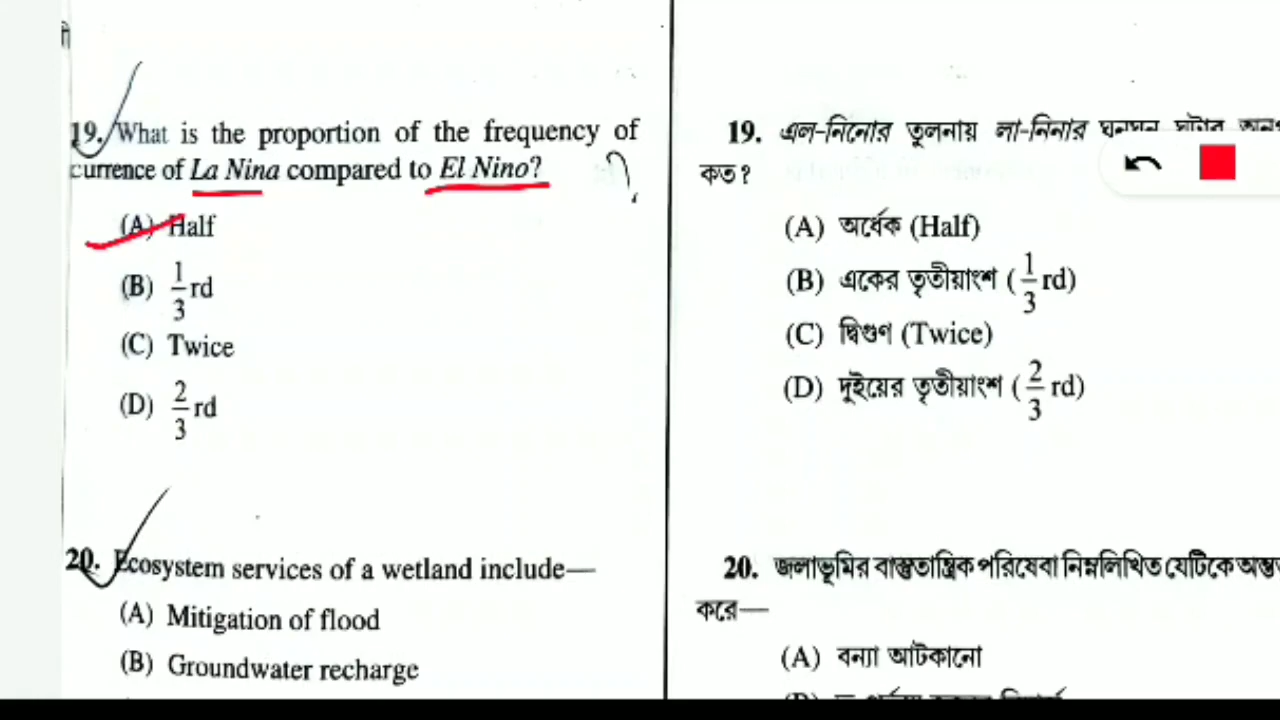 19. What is the proportion of the frequency of
currence of La Nina compared to El Nino?
(A) Half
(B) 1/3 rd
(C) Twice
(D) 2/3 rd
20. Ecosystem services of a wetland include—
(A) Mitigation of flood
(B) Groundwater recharge
19. এল-নিনোর তুলনায় লা-নিনার
কত?
(A) অর্ধেক (Half)
(B) একের তৃতীয়াংশ (1/3 rd)
(C) দ্বিগুণ (Twice)
(D) দুইয়ের তৃতীয়াংশ (2/3 rd)
20. জলাভূমির বাস্তুতান্ত্রিক পরিষেবা নিম্নলিখিত যেটিকে
করে—
(A) বন্যা আটকানো